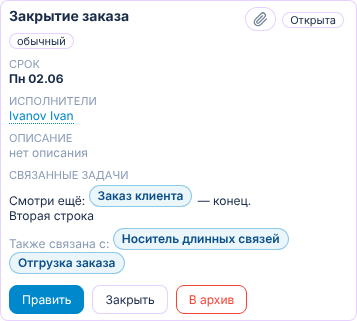 Закрытие заказа
Открыта
обычный
СРОК
Пн 02.06
ИСПОЛНИТЕЛИ
Ivanov Ivan
ОПИСАНИЕ
нет описания
СВЯЗАННЫЕ ЗАДАЧИ
Смотри ещё: Заказ клиента — конец.
Вторая строка
Также связана с: Носитель длинных связей
Отгрузка заказа
Править Закрыть В архив